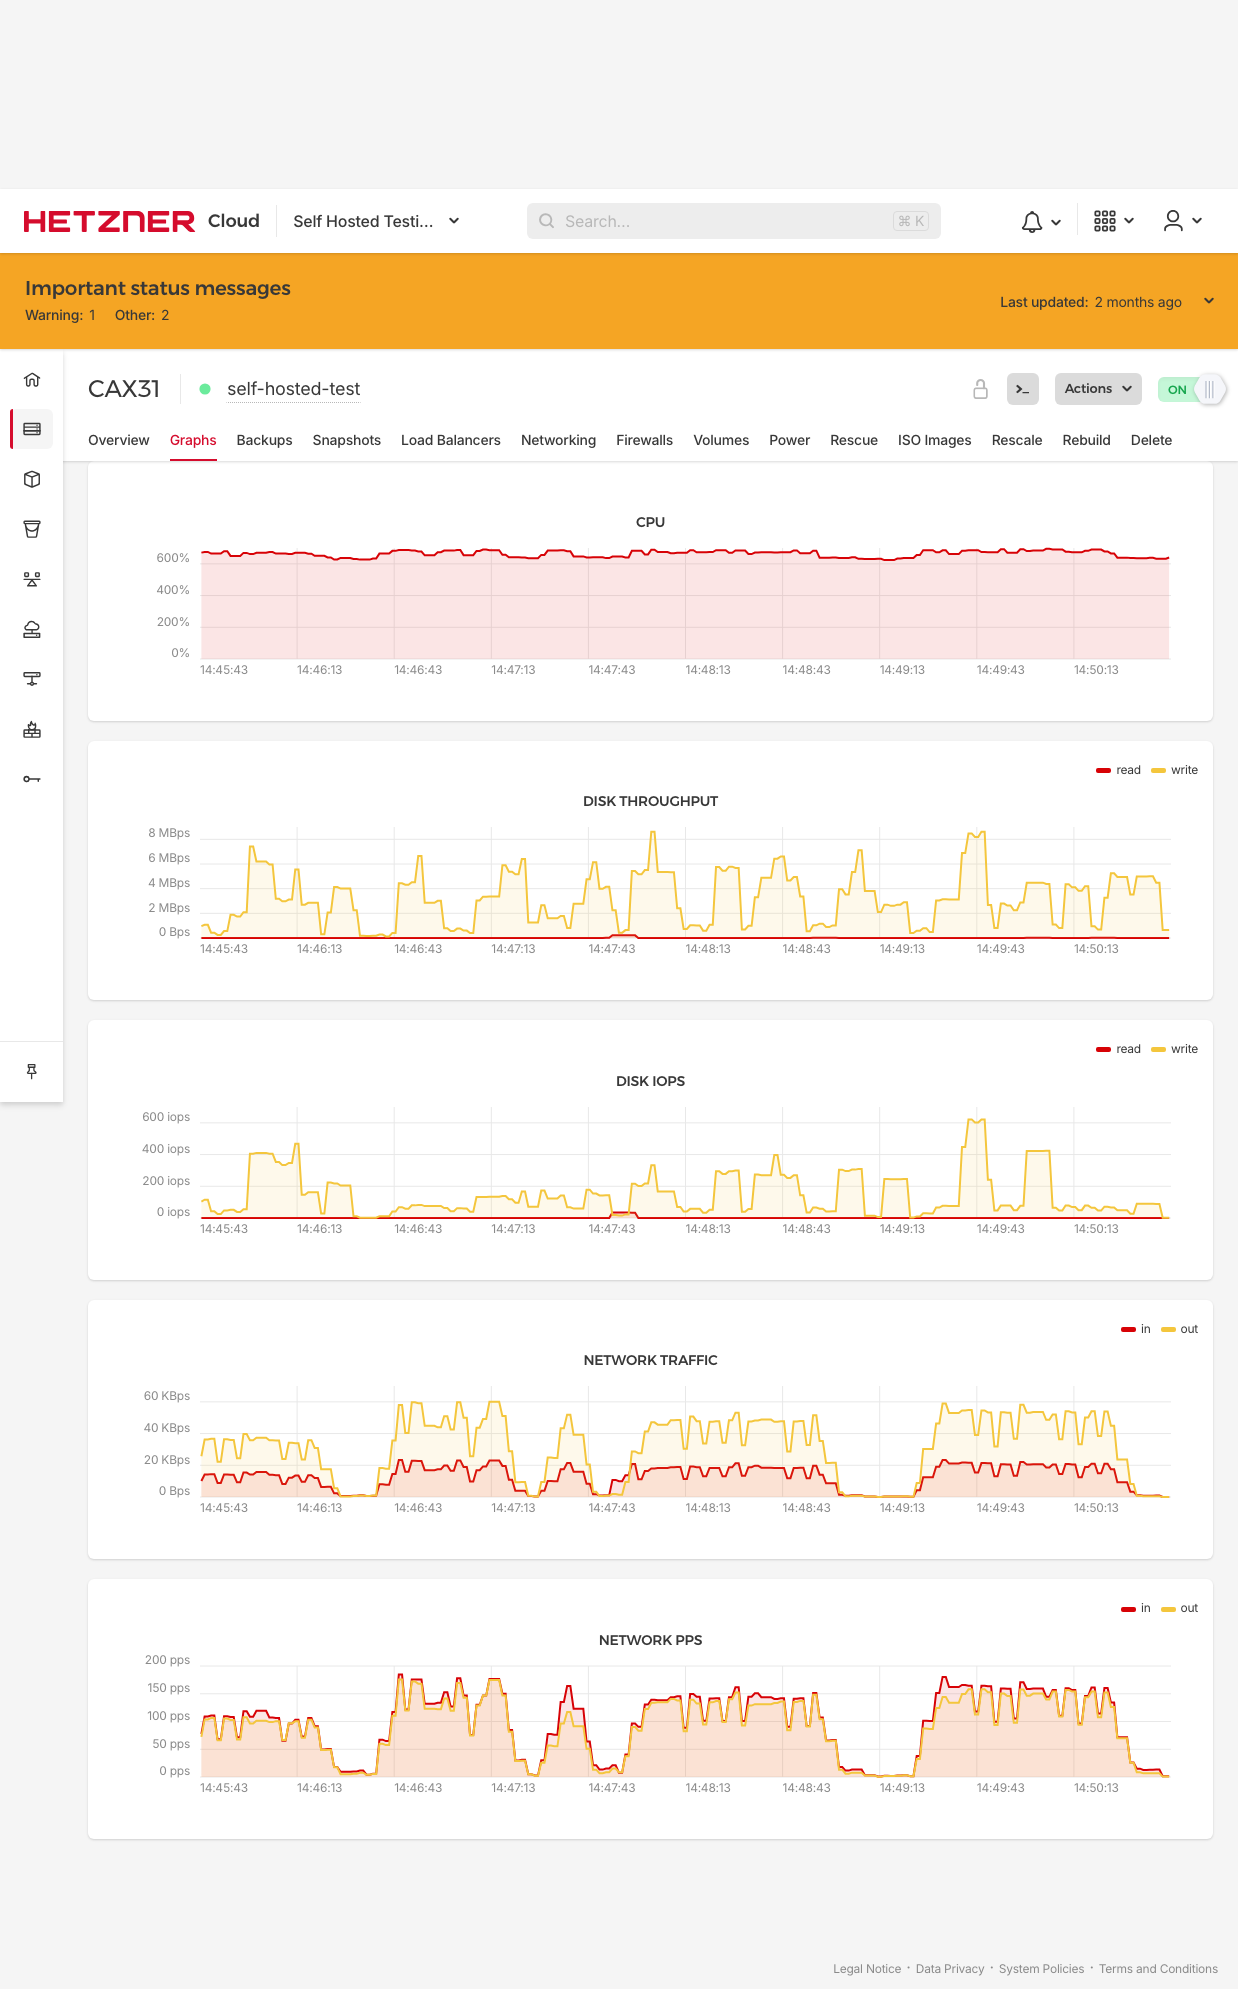 HETZNER Cloud Self Hosted Testi... Search... ⌘ K
Important status messages
Warning: 1 Other: 2
Last updated: 2 months ago
CAX31 self-hosted-test >_ Actions ON
Overview Graphs Backups Snapshots Load Balancers Networking Firewalls Volumes Power Rescue ISO Images Rescale Rebuild Delete
CPU
600%
400%
200%
0%
14:45:43 14:46:13 14:46:43 14:47:13 14:47:43 14:48:13 14:48:43 14:49:13 14:49:43 14:50:13
read write
DISK THROUGHPUT
8 MBps
6 MBps
4 MBps
2 MBps
0 Bps
14:45:43 14:46:13 14:46:43 14:47:13 14:47:43 14:48:13 14:48:43 14:49:13 14:49:43 14:50:13
read write
DISK IOPS
600 iops
400 iops
200 iops
0 iops
14:45:43 14:46:13 14:46:43 14:47:13 14:47:43 14:48:13 14:48:43 14:49:13 14:49:43 14:50:13
in out
NETWORK TRAFFIC
60 KBps
40 KBps
20 KBps
0 Bps
14:45:43 14:46:13 14:46:43 14:47:13 14:47:43 14:48:13 14:48:43 14:49:13 14:49:43 14:50:13
in out
NETWORK PPS
200 pps
150 pps
100 pps
50 pps
0 pps
14:45:43 14:46:13 14:46:43 14:47:13 14:47:43 14:48:13 14:48:43 14:49:13 14:49:43 14:50:13
Legal Notice · Data Privacy · System Policies · Terms and Conditions